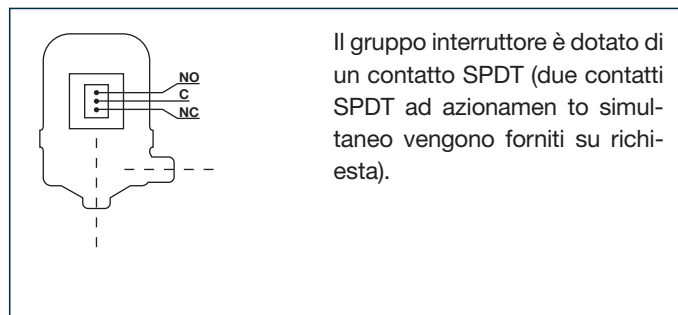 NO
C
NC
Il gruppo interruttore è dotato di
un contatto SPDT (due contatti
SPDT ad azionamen to simul-
taneo vengono forniti su richi-
esta).